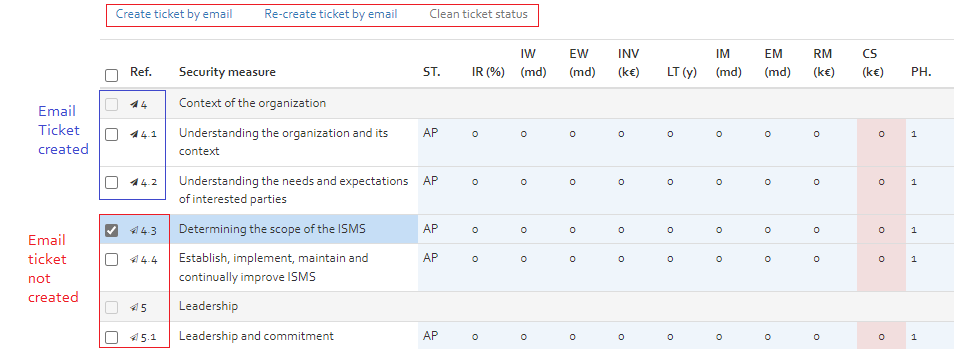 Create ticket by email Re-create ticket by email Clean ticket status
Ref. Security measure ST. IR (%) IW (md) EW (md) INV (k€) LT (y) IM (md) EM (md) RM (k€) CS (k€) PH.
Email
Ticket
created
4 Context of the organization
4.1 Understanding the organization and its AP 0 0 0 0 0 0 0 0 0 1
context
4.2 Understanding the needs and expectations AP 0 0 0 0 0 0 0 0 0 1
of interested parties
Email
ticket
not
created
4.3 Determining the scope of the ISMS AP 0 0 0 0 0 0 0 0 0 1
4.4 Establish, implement, maintain and AP 0 0 0 0 0 0 0 0 0 1
continually improve ISMS
5 Leadership
5.1 Leadership and commitment AP 0 0 0 0 0 0 0 0 0 1